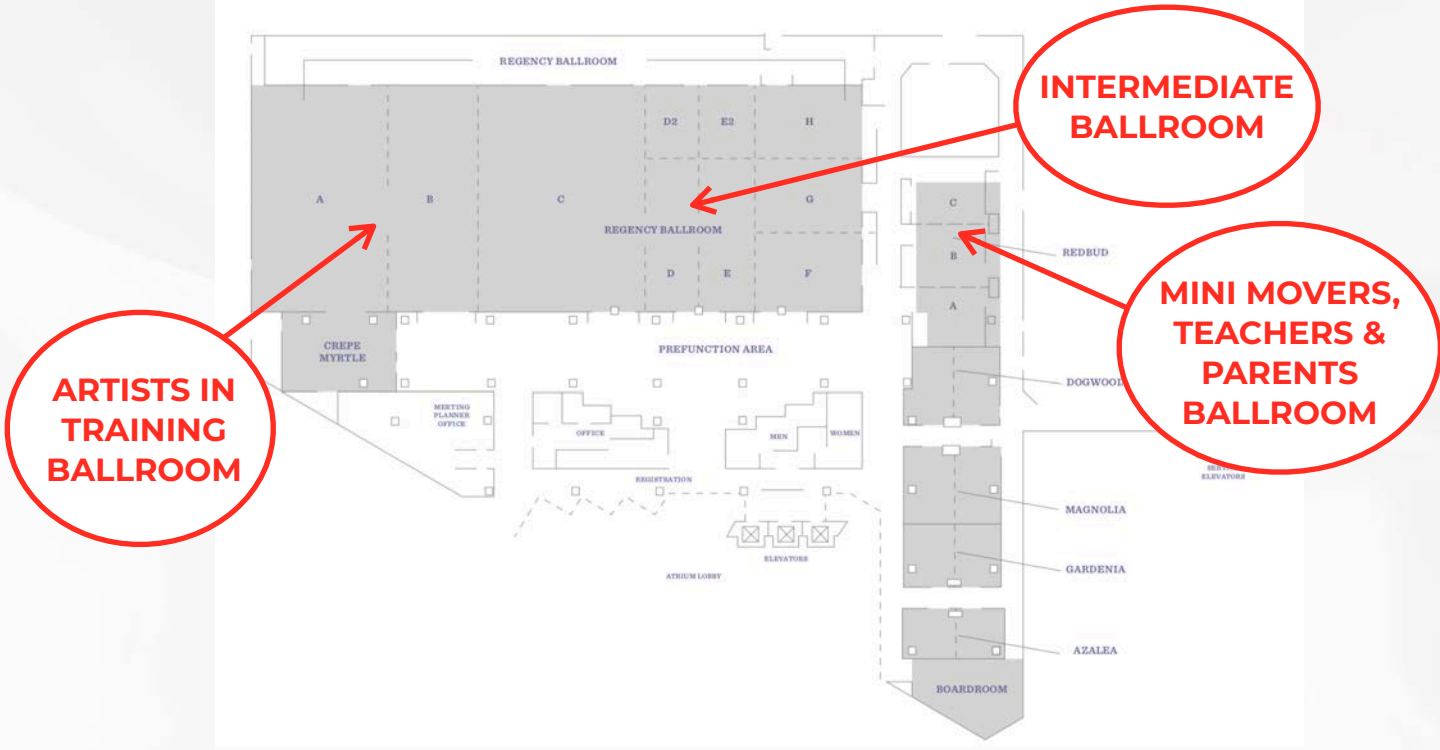 REGENCY BALLROOM
INTERMEDIATE
BALLROOM
D2
E2
H
A
B
C
G
REGENCY BALLROOM
D
E
F
C
B
A
REDBUD
MINI MOVERS,
TEACHERS &
PARENTS
BALLROOM
ARTISTS IN
TRAINING
BALLROOM
CREPE
MYRTLE
PREFUNCTION AREA
DOGWOOD
MEETING
PLANNER
OFFICE
OFFICE
MEN
WOMEN
REGISTRATION
ELEVATORS
MAGNOLIA
ELEVATORS
ATRIUM LOBBY
GARDENIA
AZALEA
BOARDROOM